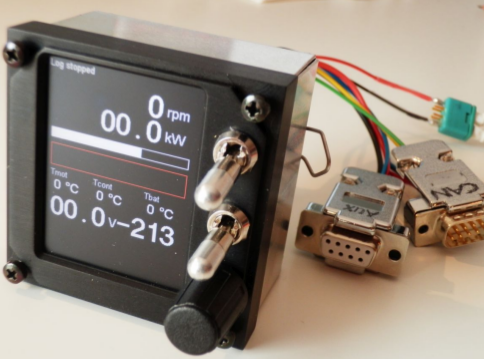 Log stopped
0 rpm
00.0 kW
Tmot Tcont Tbat
0 °C 0 °C 0 °C
00.0 v-213
AUX
CAN